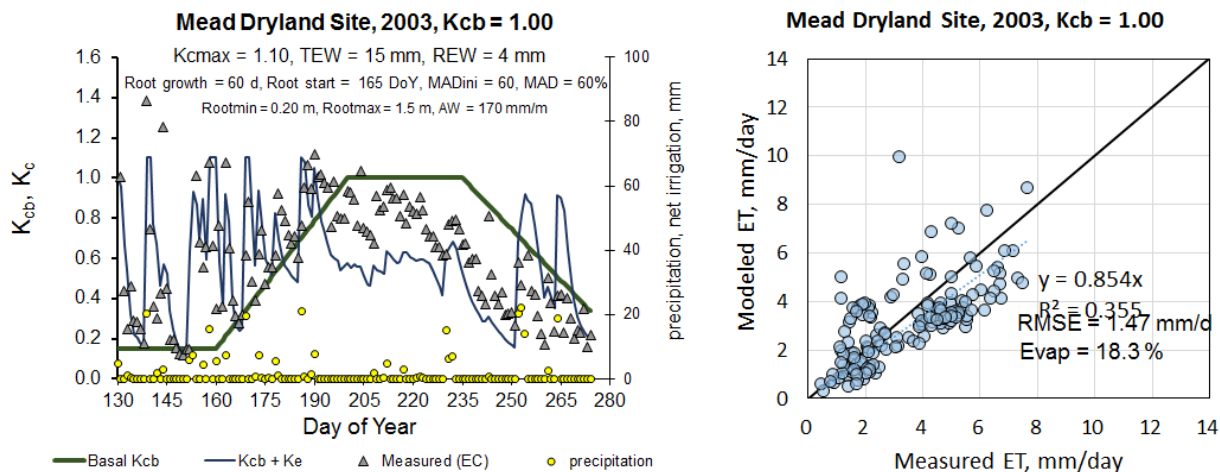 Mead Dryland Site, 2003, Kcb = 1.00
Kcmax = 1.10, TEW = 15 mm, REW = 4 mm
Root growth = 60 d, Root start = 165 DoY, MADini = 60, MAD = 60%
Rootmin = 0.20 m, Rootmax = 1.5 m, AW = 170 mm/m
1.6
1.4
1.2
1.0
0.8
0.6
0.4
0.2
0.0
Kcb, Kc
100
80
60
40
20
0
precipitation, net irrigation, mm
130 145 160 175 190 205 220 235 250 265 280
Day of Year
Basal Kcb
Kcb + Ke
Measured (EC)
precipitation
Mead Dryland Site, 2003, Kcb = 1.00
14
12
10
8
6
4
2
0
Modeled ET, mm/day
y = 0.854x
R² = 0.355
RMSE = 1.47 mm/d
Evap = 18.3 %
0 2 4 6 8 10 12 14
Measured ET, mm/day